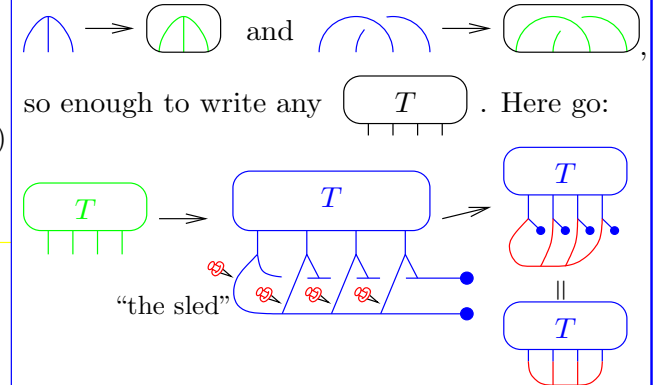 and ,
so enough to write any T . Here go:
)
T T T
“the sled”
=
T